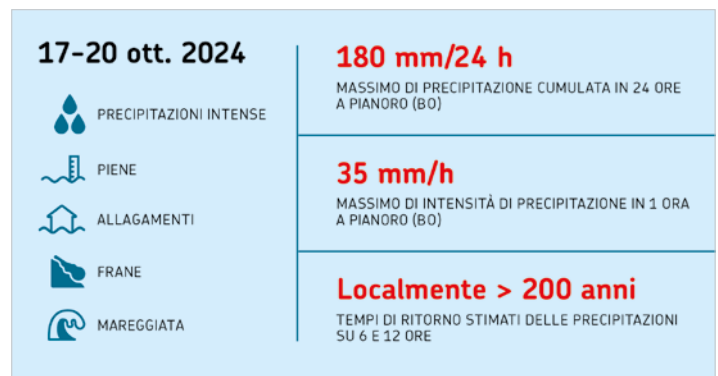 17-20 ott. 2024
PRECIPITAZIONI INTENSE
PIENE
ALLAGAMENTI
FRANE
MAREGGIATA
180 mm/24 h
MASSIMO DI PRECIPITAZIONE CUMULATA IN 24 ORE
A PIANORO (BO)
35 mm/h
MASSIMO DI INTENSITÀ DI PRECIPITAZIONE IN 1 ORA
A PIANORO (BO)
Localmente > 200 anni
TEMPI DI RITORNO STIMATI DELLE PRECIPITAZIONI
SU 6 E 12 ORE